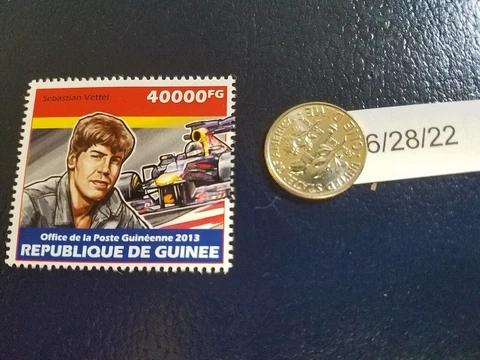 Sebastian Vettel
40000FG
Office de la Poste Guinéenne 2013
REPUBLIQUE DE GUINEE
6/28/22